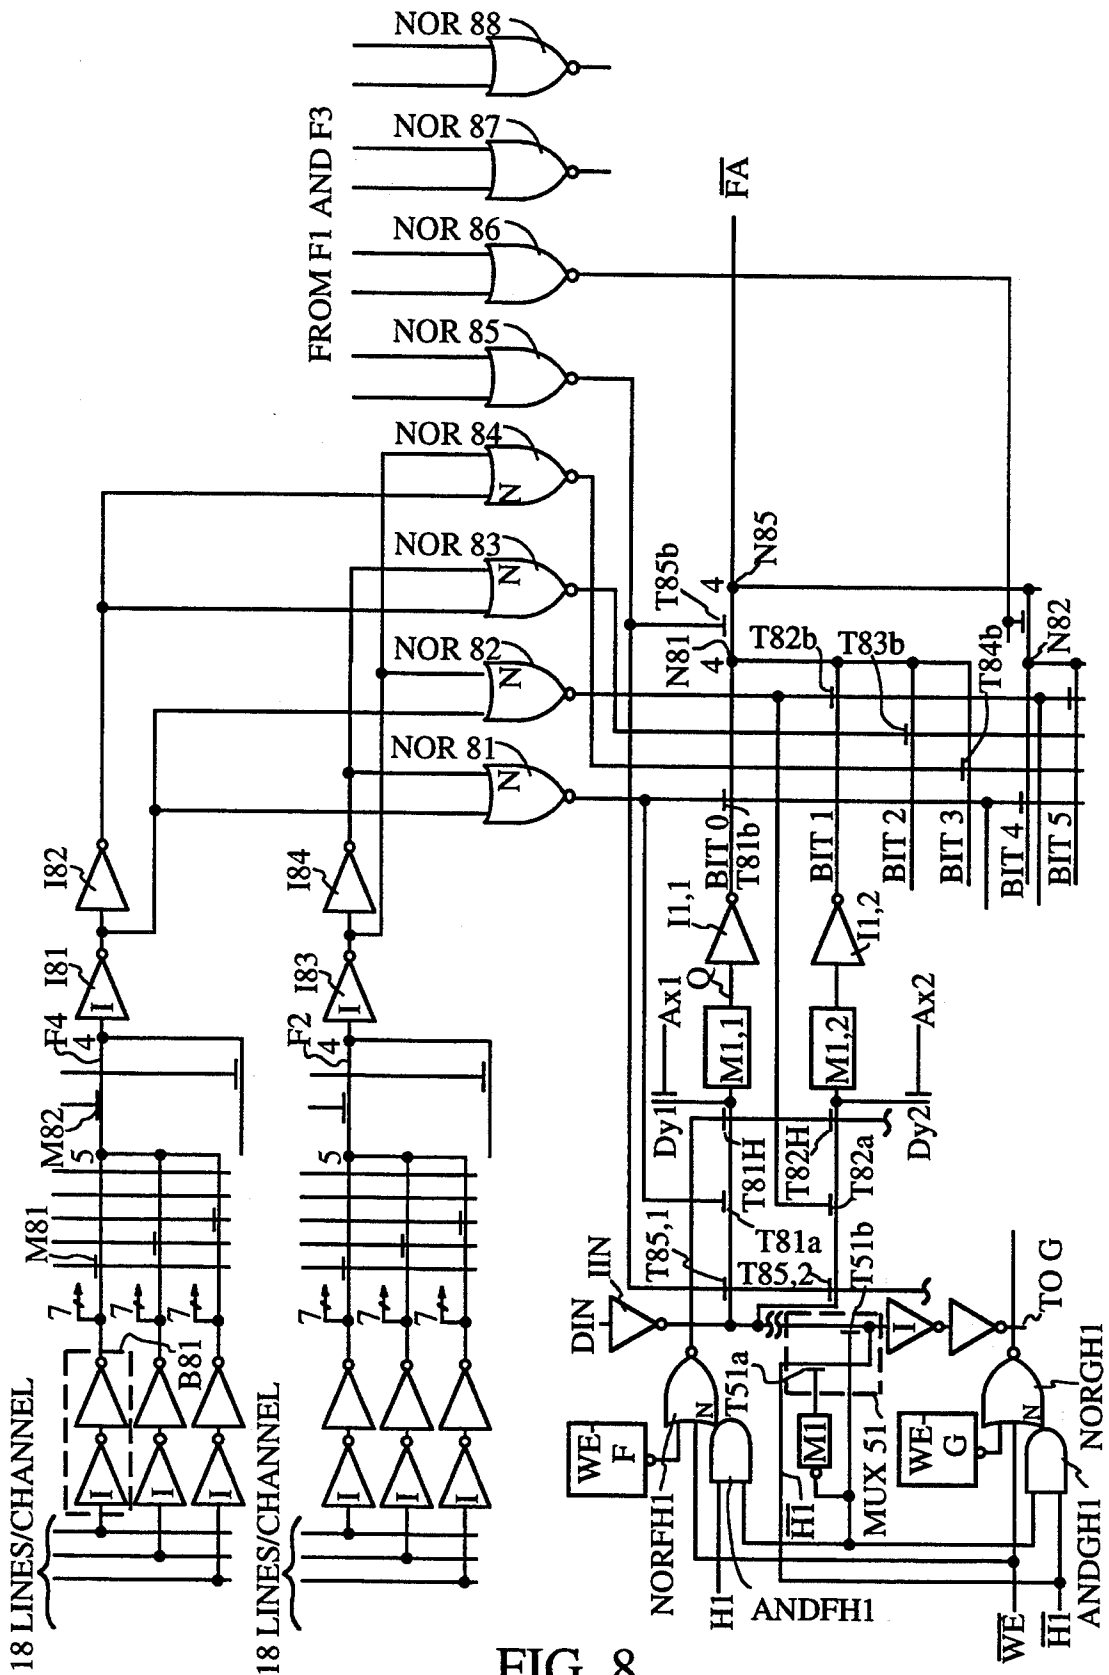 NOR 88
NOR 87
FROM F1 AND F3
NOR 86
NOR 85
F̅A̅
NOR 84
N
NOR 83
N
NOR 82
N
NOR 81
N
I82
I84
I81
I
I83
I
F4
4
F2
4
M82
5
5
M81
7
7
7
7
7
7
B81
I
I
I
I
I
I
18 LINES/CHANNEL
18 LINES/CHANNEL
4
N85
T85b
N81
4
T82b
T83b
T84b
N82
BIT 0
T81b
BIT 1
BIT 2
BIT 3
BIT 4
BIT 5
I1,1
I1,2
Q
Ax1
Ax2
M1,1
M1,2
Dy1
Dy2
T81H
T82H
T82a
T81a
T85,1
T85,2
T51b
IIN
DIN
T51a
I
TO G
WE-
F
N
M1
WE-
G
N
NORFH1
H1
ANDFH1
H̅1̅
MUX 51
NORGH1
W̅E̅
H̅1̅
ANDGH1
FIG. 8